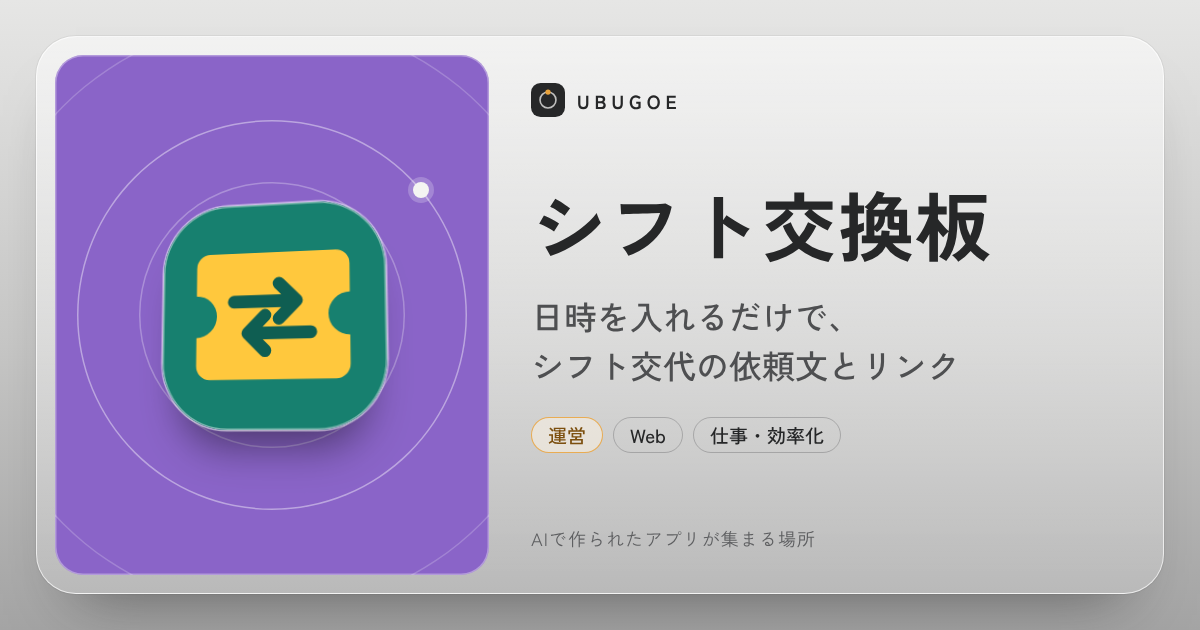 UBUGOE
シフト交換板
日時を入れるだけで、
シフト交代の依頼文とリンク
運営 Web 仕事・効率化
AIで作られたアプリが集まる場所